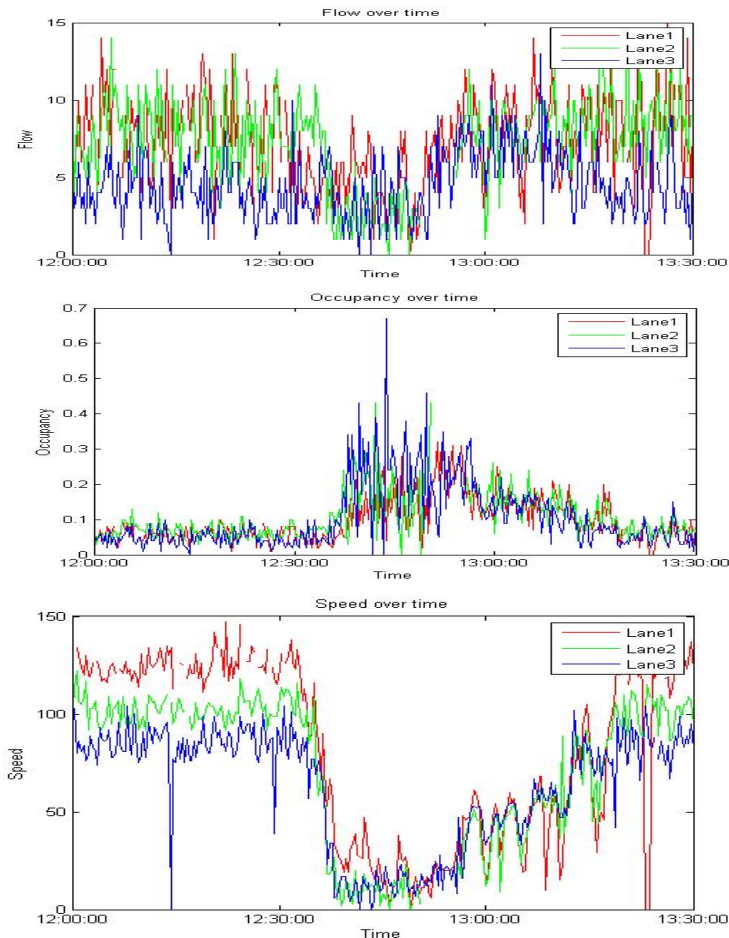 Flow over time
15
Lane1
Lane2
Lane3
10
Flow
5
0
12:00:00
12:30:00
13:00:00
13:30:00
Time
Occupancy over time
0.7
Lane1
Lane2
Lane3
0.6
0.5
0.4
Occupancy
0.3
0.2
0.1
0
12:00:00
12:30:00
13:00:00
13:30:00
Time
Speed over time
150
Lane1
Lane2
Lane3
100
Speed
50
0
12:00:00
12:30:00
13:00:00
13:30:00
Time